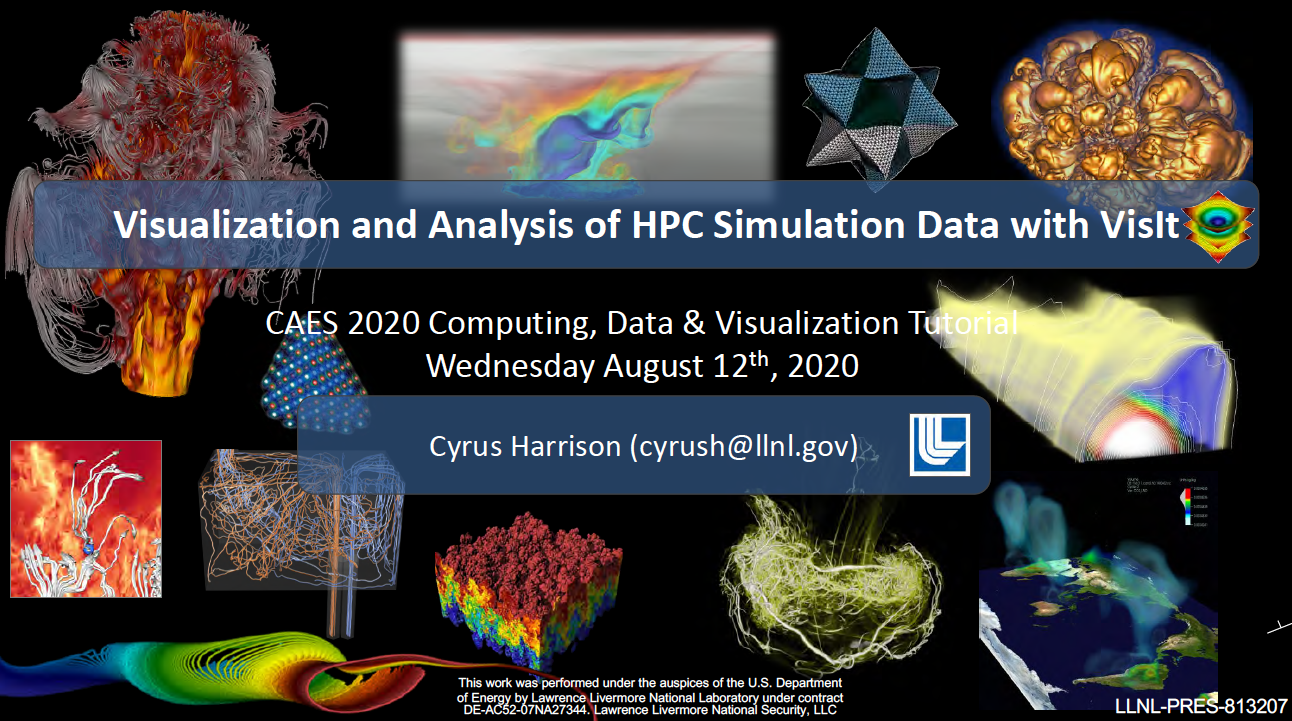 Visualization and Analysis of HPC Simulation Data with VisIt
CAES 2020 Computing, Data & Visualization Tutorial
Wednesday August 12th, 2020
Cyrus Harrison (cyrush@llnl.gov)
This work was performed under the auspices of the U.S. Department
of Energy by Lawrence Livermore National Laboratory under contract
DE-AC52-07NA27344. Lawrence Livermore National Security, LLC
LLNL-PRES-813207